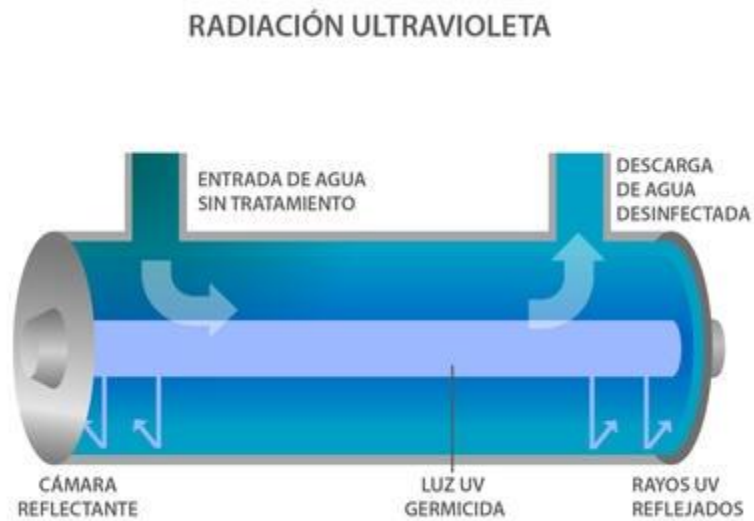 RADIACIÓN ULTRAVIOLETA
ENTRADA DE AGUA
SIN TRATAMIENTO
DESCARGA
DE AGUA
DESINFECTADA
CÁMARA
REFLECTANTE
LUZ UV
GERMICIDA
RAYOS UV
REFLEJADOS